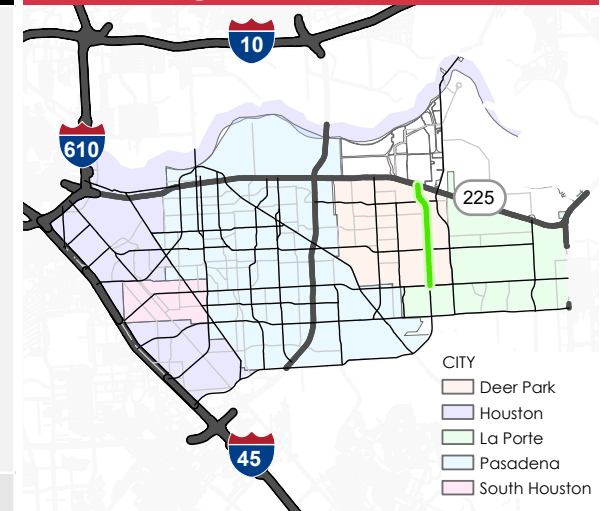 10
610
225
CITY
Deer Park
Houston
La Porte
Pasadena
South Houston
45